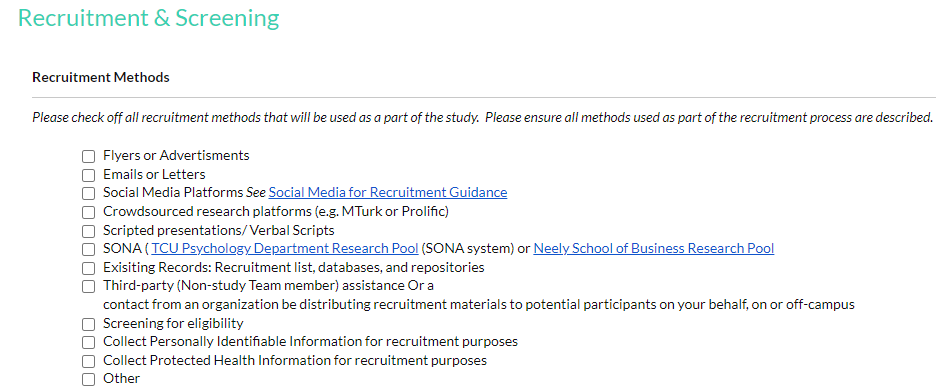 Recruitment & Screening
Recruitment Methods
Please check off all recruitment methods that will be used as a part of the study.  Please ensure all methods used as part of the recruitment process are described.
Flyers or Advertisments
Emails or Letters
Social Media Platforms See Social Media for Recruitment Guidance
Crowdsourced research platforms (e.g. MTurk or Prolific)
Scripted presentations/ Verbal Scripts
SONA ( TCU Psychology Department Research Pool (SONA system) or Neely School of Business Research Pool
Exisiting Records: Recruitment list, databases, and repositories
Third-party (Non-study Team member) assistance Or a
contact from an organization be distributing recruitment materials to potential participants on your behalf, on or off-campus
Screening for eligibility
Collect Personally Identifiable Information for recruitment purposes
Collect Protected Health Information for recruitment purposes
Other